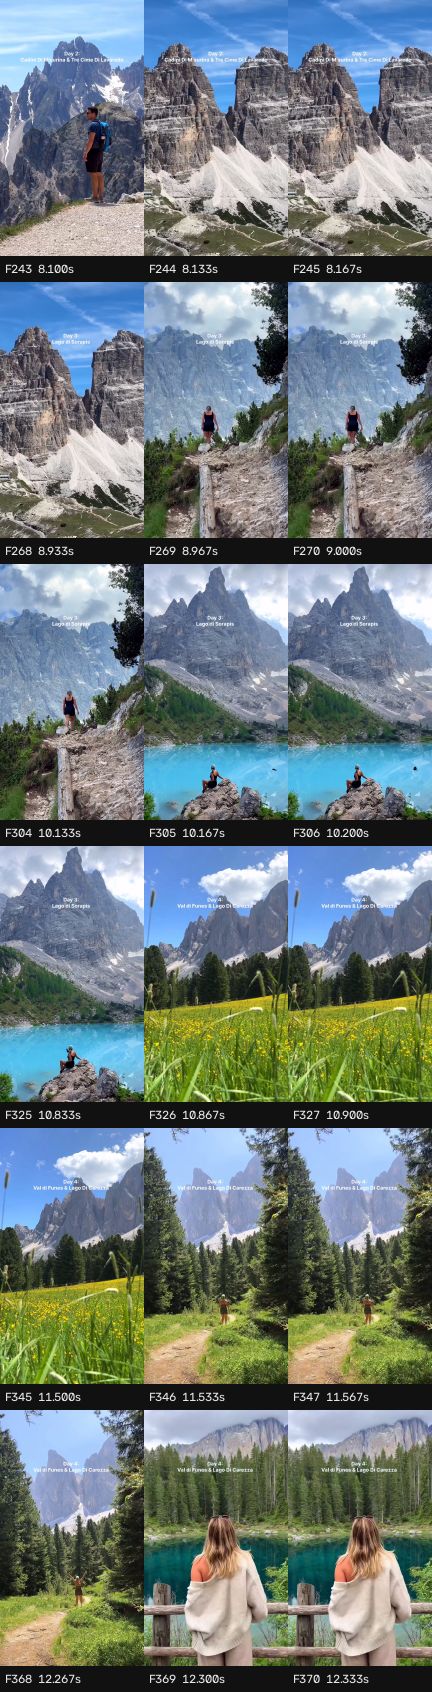 Day 2:
Cadini Di Misurina & Tre Cime Di Lavaredo
Day 2:
Cadini Di Misurina & Tre Cime Di Lavaredo
Day 2:
Cadini Di Misurina & Tre Cime Di Lavaredo
F243 8.100s
F244 8.133s
F245 8.167s
Day 3:
Lago di Sorapis
Day 3:
Lago di Sorapis
Day 3:
Lago di Sorapis
F268 8.933s
F269 8.967s
F270 9.000s
Day 3:
Lago di Sorapis
Day 3:
Lago di Sorapis
Day 3:
Lago di Sorapis
F304 10.133s
F305 10.167s
F306 10.200s
Day 3:
Lago di Sorapis
Day 4:
Val di Funes & Lago Di Carezza
Day 4:
Val di Funes & Lago Di Carezza
F325 10.833s
F326 10.867s
F327 10.900s
Day 4:
Val di Funes & Lago Di Carezza
Day 4:
Val di Funes & Lago Di Carezza
Day 4:
Val di Funes & Lago Di Carezza
F345 11.500s
F346 11.533s
F347 11.567s
Day 4:
Val di Funes & Lago Di Carezza
Day 4:
Val di Funes & Lago Di Carezza
Day 4:
Val di Funes & Lago Di Carezza
F368 12.267s
F369 12.300s
F370 12.333s